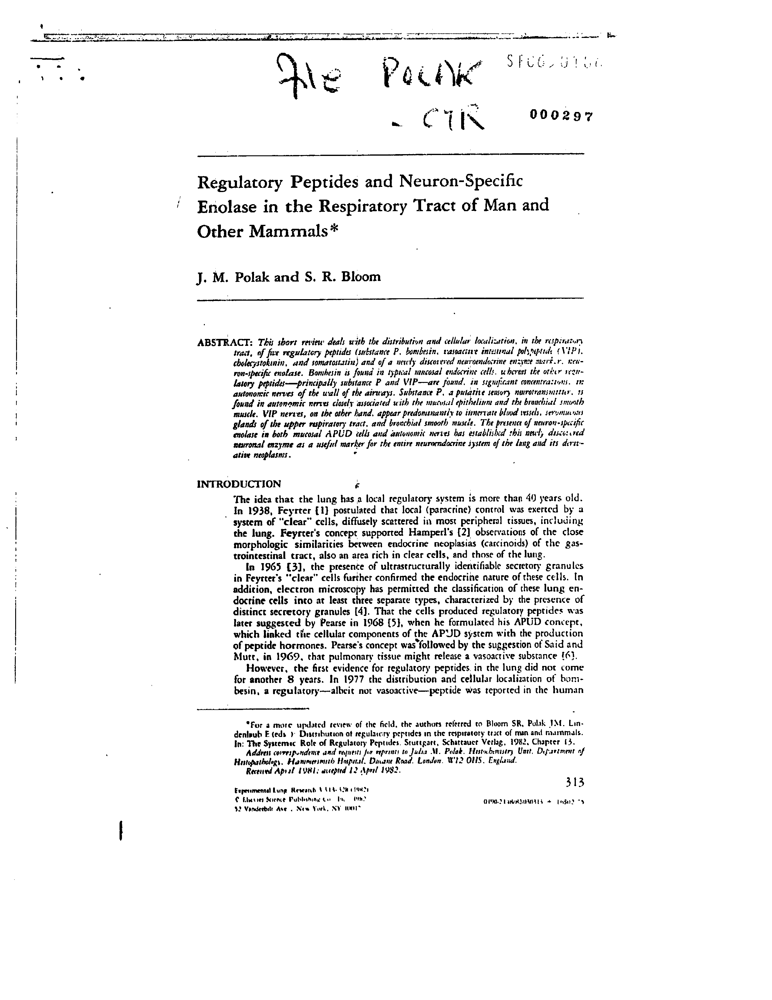 File POLAK
- CTR
000297
Regulatory Peptides and Neuron-Specific
Enolase in the Respiratory Tract of Man and
Other Mammals*
J. M. Polak and S. R. Bloom
ABSTRACT: This short review deals with the distribution and cellular localization, in the respiratory
tract, of five regulatory peptides (substance P, bombesin, vasoactive intestinal polypeptide (VIP),
cholecystokinin, and somatostatin) and of a newly discovered neuroendocrine enzyme marker, neu-
ron-specific enolase. Bombesin is found in typical mucosal endocrine cells, whereas the other regu-
latory peptides—principally substance P and VIP—are found, in significant concentrations, in
autonomic nerves of the wall of the airways. Substance P, a putative sensory neurotransmitter, is
found in autonomic nerves closely associated with the mucosal epithelium and the bronchial smooth
muscle. VIP nerves, on the other hand, appear predominantly to innervate blood vessels, seromucous
glands of the upper respiratory tract, and bronchial smooth muscle. The presence of neuron-specific
enolase in both mucosal APUD cells and autonomic nerves has established this newly discovered
neuronal enzyme as a useful marker for the entire neuroendocrine system of the lung and its deriv-
ative neoplasms.
INTRODUCTION
The idea that the lung has a local regulatory system is more than 40 years old.
In 1938, Feyrter [1] postulated that local (paracrine) control was exerted by a
system of "clear" cells, diffusely scattered in most peripheral tissues, including
the lung. Feyrter's concept supported Hamperl's [2] observations of the close
morphologic similarities between endocrine neoplasias (carcinoids) of the gas-
trointestinal tract, also an area rich in clear cells, and those of the lung.
In 1965 [3], the presence of ultrastructurally identifiable secretory granules
in Feyrter's "clear" cells further confirmed the endocrine nature of these cells. In
addition, electron microscopy has permitted the classification of these lung en-
docrine cells into at least three separate types, characterized by the presence of
distinct secretory granules [4]. That the cells produced regulatory peptides was
later suggested by Pearse in 1968 [5], when he formulated his APUD concept,
which linked the cellular components of the APUD system with the production
of peptide hormones. Pearse's concept was followed by the suggestion of Said and
Mutt, in 1969, that pulmonary tissue might release a vasoactive substance [6].
However, the first evidence for regulatory peptides in the lung did not come
for another 8 years. In 1977 the distribution and cellular localization of bom-
besin, a regulatory—albeit not vasoactive—peptide was reported in the human
*For a more updated review of the field, the authors referred to Bloom SR, Polak JM, Lin-
denlaub E (eds.): Distribution of regulatory peptides in the respiratory tract of man and mammals.
In: The Systemic Role of Regulatory Peptides. Stuttgart, Schattauer Verlag, 1982, Chapter 13.
Address correspondence and requests for reprints to Julia M. Polak, Histochemistry Unit, Department of
Histopathology, Hammersmith Hospital, Ducane Road, London, W12 OHS, England.
Received April 1981; accepted 12 April 1982.
313
Experimental Lung Research 3 313-328 (1982)
© Elsevier Science Publishing Co., Inc., 1982
52 Vanderbilt Ave., New York, NY 10017